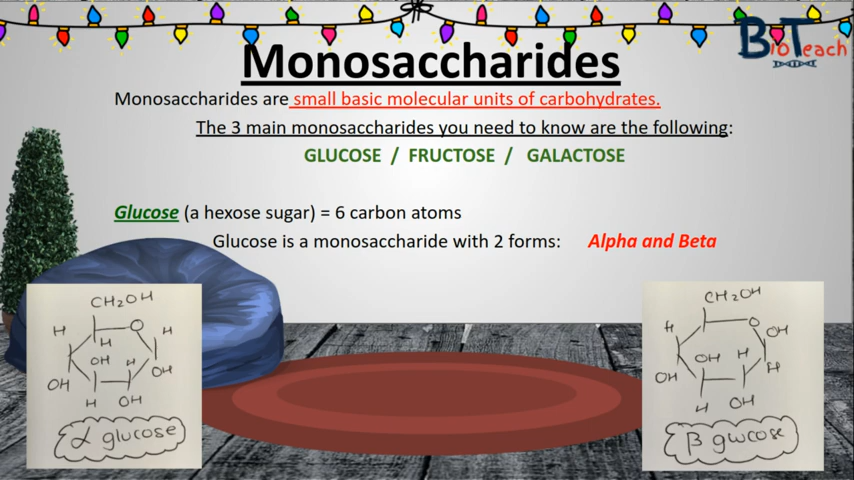 BioTeach
Monosaccharides
Monosaccharides are small basic molecular units of carbohydrates.
The 3 main monosaccharides you need to know are the following:
GLUCOSE / FRUCTOSE / GALACTOSE
Glucose (a hexose sugar) = 6 carbon atoms
Glucose is a monosaccharide with 2 forms: Alpha and Beta
CH2OH
O
H H
H
OH H
OH OH
H OH
α glucose
CH2OH
O
H OH
OH H
OH H
H OH
β glucose